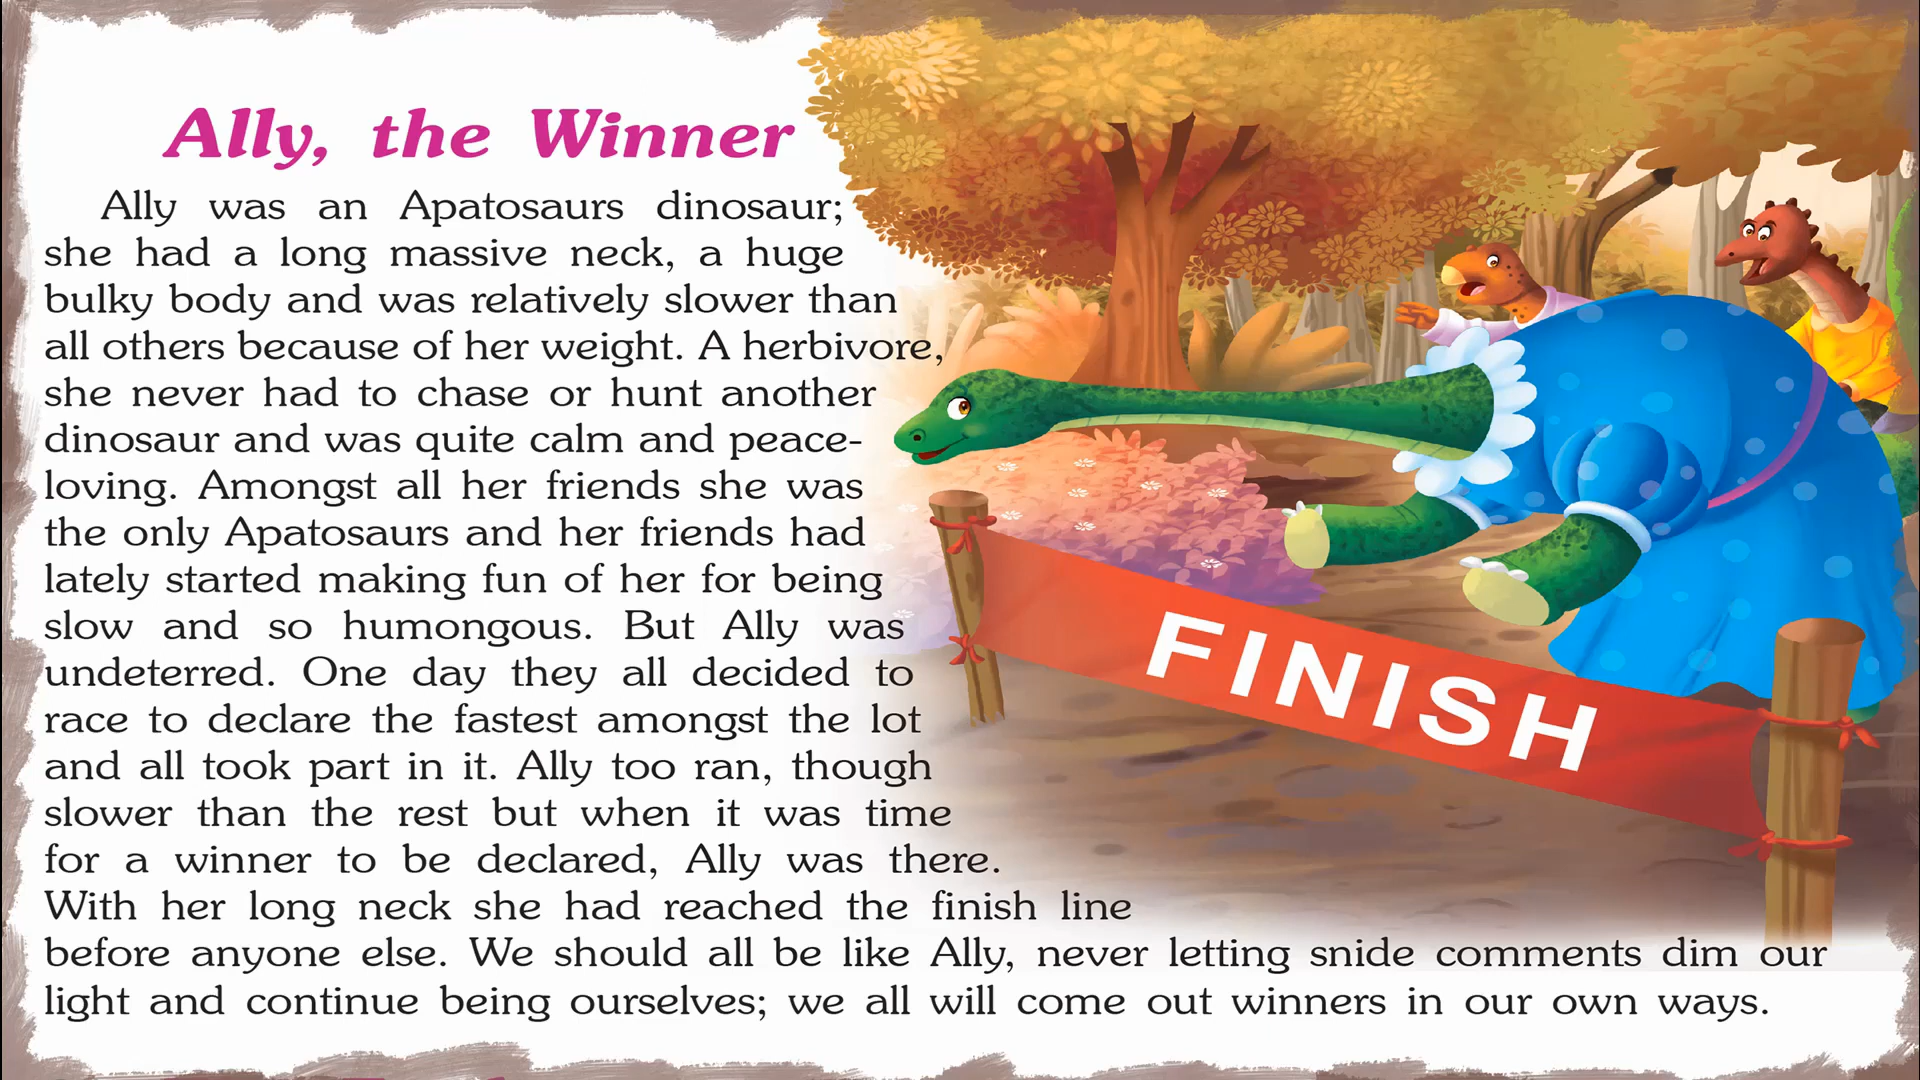 Ally, the Winner
Ally was an Apatosaurs dinosaur;
she had a long massive neck, a huge
bulky body and was relatively slower than
all others because of her weight. A herbivore,
she never had to chase or hunt another
dinosaur and was quite calm and peace-
loving. Amongst all her friends she was
the only Apatosaurs and her friends had
lately started making fun of her for being
slow and so humongous. But Ally was
undeterred. One day they all decided to
race to declare the fastest amongst the lot
and all took part in it. Ally too ran, though
slower than the rest but when it was time
for a winner to be declared, Ally was there.
With her long neck she had reached the finish line
before anyone else. We should all be like Ally, never letting snide comments dim our
light and continue being ourselves; we all will come out winners in our own ways.
FINISH